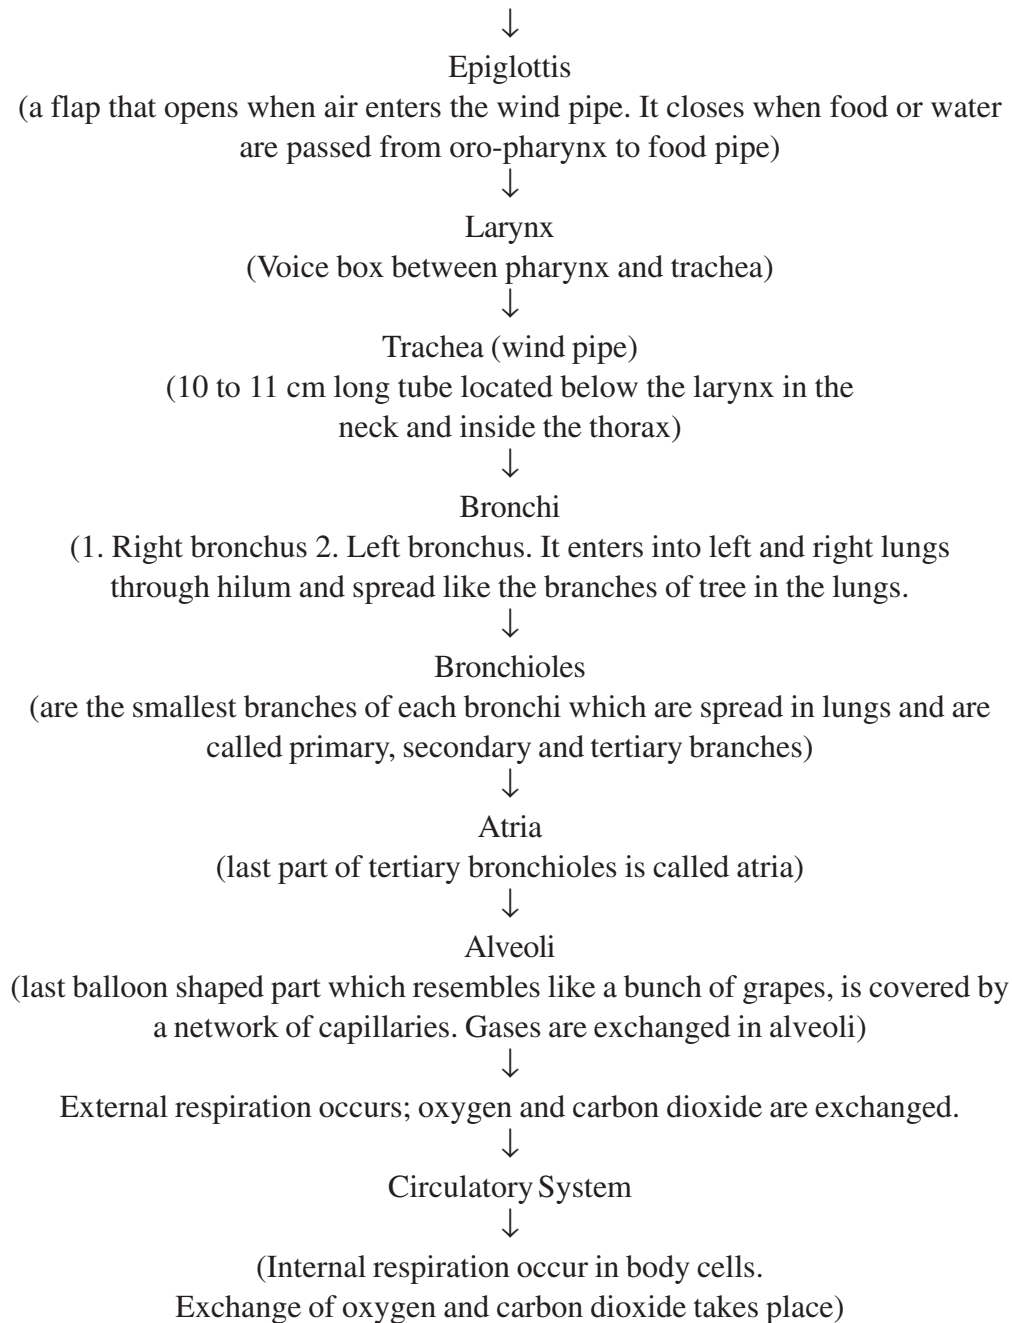 ↓
Epiglottis
(a flap that opens when air enters the wind pipe. It closes when food or water
are passed from oro-pharynx to food pipe)
↓
Larynx
(Voice box between pharynx and trachea)
↓
Trachea (wind pipe)
(10 to 11 cm long tube located below the larynx in the
neck and inside the thorax)
↓
Bronchi
(1. Right bronchus 2. Left bronchus. It enters into left and right lungs
through hilum and spread like the branches of tree in the lungs.
↓
Bronchioles
(are the smallest branches of each bronchi which are spread in lungs and are
called primary, secondary and tertiary branches)
↓
Atria
(last part of tertiary bronchioles is called atria)
↓
Alveoli
(last balloon shaped part which resembles like a bunch of grapes, is covered by
a network of capillaries. Gases are exchanged in alveoli)
↓
External respiration occurs; oxygen and carbon dioxide are exchanged.
↓
Circulatory System
↓
(Internal respiration occur in body cells.
Exchange of oxygen and carbon dioxide takes place)